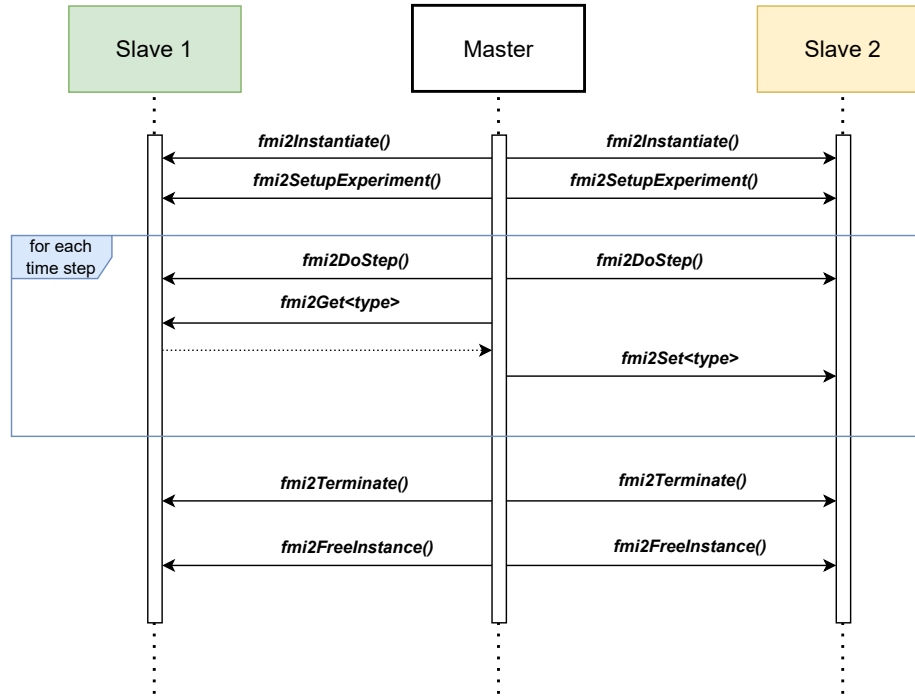 Slave 1
Master
Slave 2
fmi2Instantiate()
fmi2Instantiate()
fmi2SetupExperiment()
fmi2SetupExperiment()
for each
time step
fmi2DoStep()
fmi2DoStep()
fmi2Get<type>
fmi2Set<type>
fmi2Terminate()
fmi2Terminate()
fmi2FreeInstance()
fmi2FreeInstance()